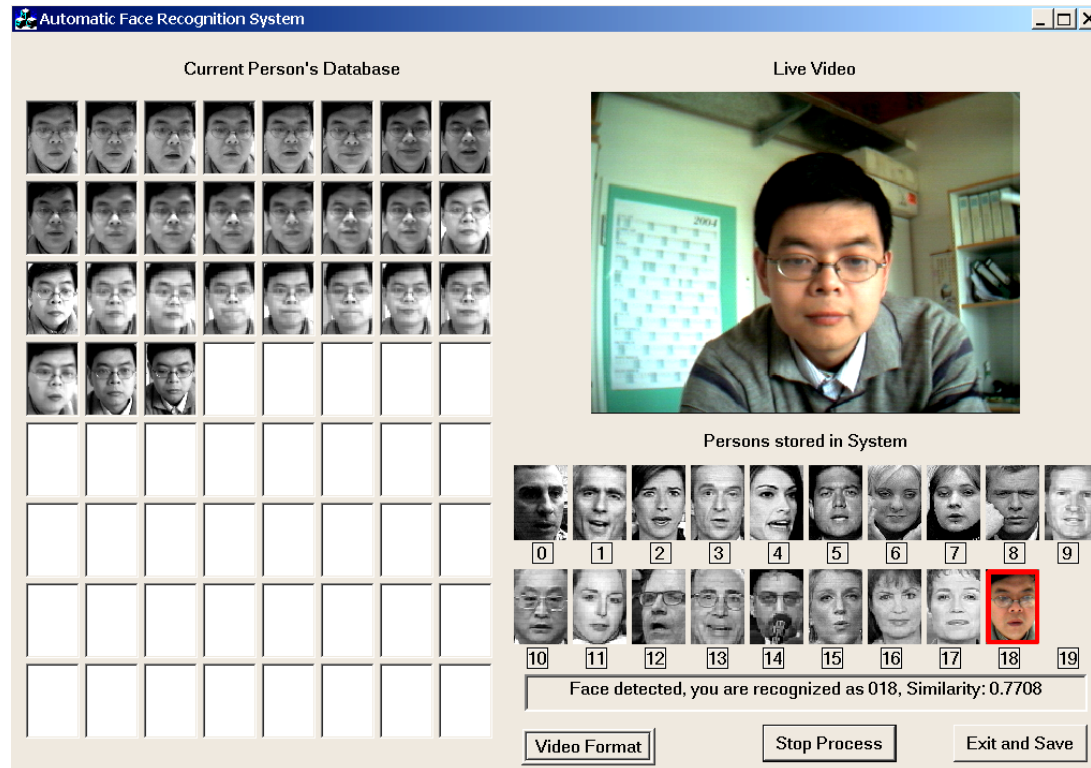 Automatic Face Recognition System
Current Person's Database
Live Video
2004
Persons stored in System
0 1 2 3 4 5 6 7 8 9
10 11 12 13 14 15 16 17 18 19
Face detected, you are recognized as 018, Similarity: 0.7708
Video Format
Stop Process
Exit and Save